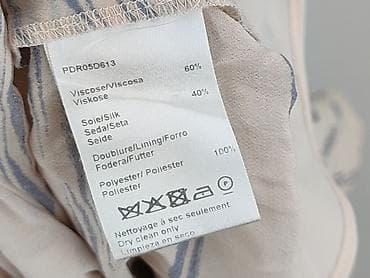 PDR05D613
Viscose/Viscosa 60%
Viskose 40%
Soie/Silk
Seda/Seta
Seide
Doublure/Lining/Forro
Fodera/Futter
Polyester/ Poliester 100%
Poliester
Nettoyage à sec seulement
Dry clean only
Limpieza en seco